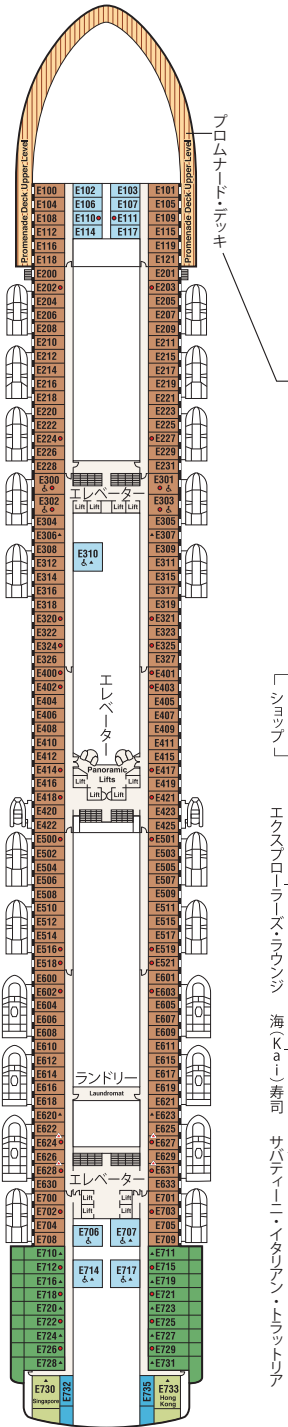 プロムナード・デッキ
Promenade Deck Upper Level
Promenade Deck Upper Level
E100 E102 E103 E101
E104 E106 E107 E105
E108 E110 E111 E109
E112 E114 E117 E115
E116 E119
E118 E121
E200 E201
E202 E203
E204 E205
E206 E207
E208 E209
E210 E211
E212 E215
E214 E217
E216 E219
E218 E221
E220 E223
E222 E225
E224 E227
E226 E229
E228 E231
E300 E301
エレベーター
E302 E303
Lift Lift Lift Lift
E304 E305
E306 E307
E308 E310 E309
E312 E311
E314 E315
E316 E317
E318 E319
E320 E321
E322 E323
E324 E325
E326 E327
E400 E401
E402 E403
E404 E405
E406 E407
E408 E409
E410 E411
E412 E415
エレベーター
E414 E417
Panoramic
Lifts
E416 E419
Lift Lift
E418 E421
Lift Lift
E420 E423
E422 E425
E500 E501
E502 E503
E504 E505
E506 E507
E508 E509
E510 E511
E512 E515
E514 E517
E516 E519
E518 E521
E600 E601
E602 E603
E604 E605
E606 E607
E608 E609
E610 E611
E612 E615
E614 E617
ランドリー
E616 E619
Laundromat
E618 E621
E620 E623
E622 E625
E624 E627
E626 E629
E628 E631
エレベーター
E630 E633
E700 E701
Lift Lift
E702 E703
Lift Lift
E704 E706 E707 E705
E708 E709
E710 E711
E712 E714 E717 E715
E716 E719
E718 E721
E720 E723
E722 E725
E724 E727
E726 E729
E728 E731
E730 E732 E735 E733
Singapore
Hong
Kong
ショップ
エクスプローラーズ・ラウンジ
海(Kai)寿司
サバティーニ・イタリアン・トラットリア